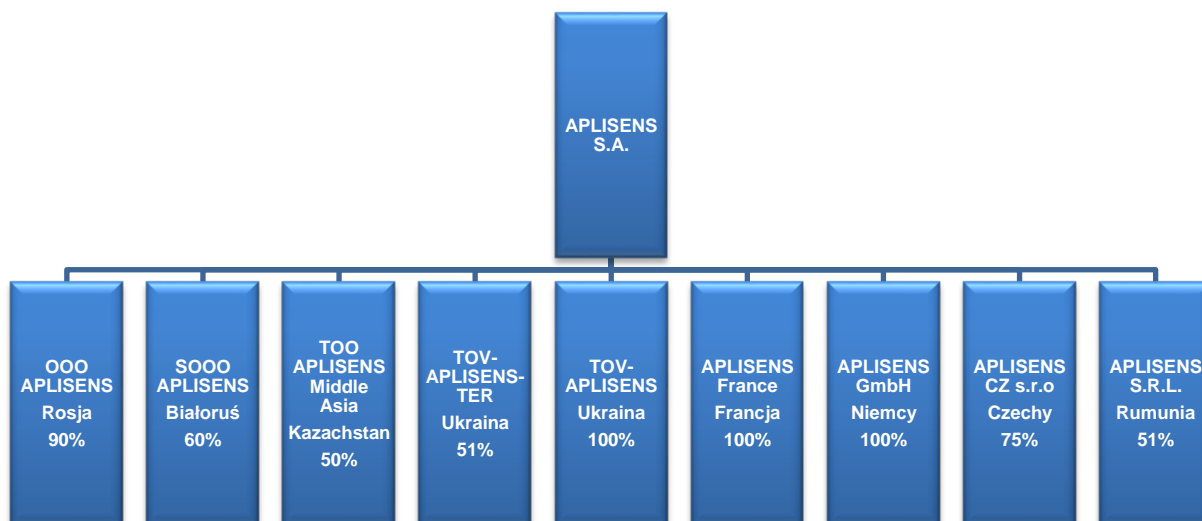 APLISENS
S.A.
OOO
APLISENS
Rosja
90%
SOOO
APLISENS
Białoruś
60%
TOO
APLISENS
Middle
Asia
Kazachstan
50%
TOV-
APLISENS-
TER
Ukraina
51%
TOV-
APLISENS
Ukraina
100%
APLISENS
France
Francja
100%
APLISENS
GmbH
Niemcy
100%
APLISENS
CZ s.r.o
Czechy
75%
APLISENS
S.R.L.
Rumunia
51%